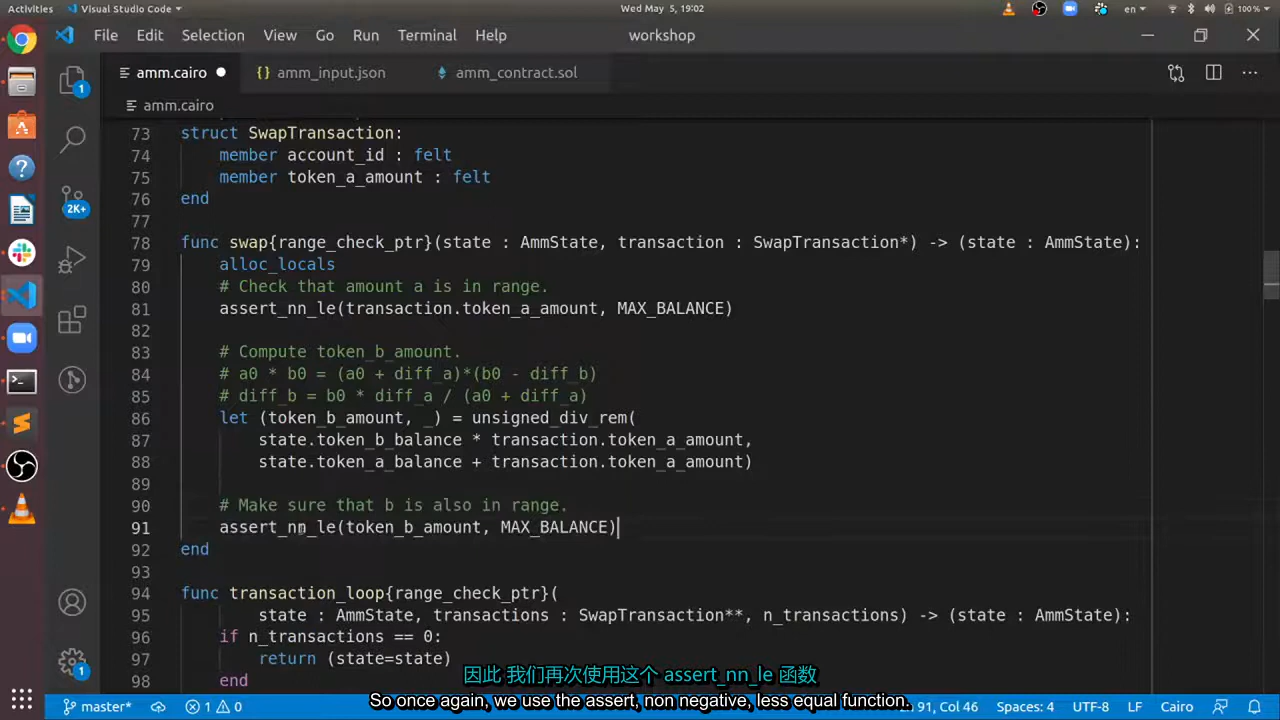 Activities Visual Studio Code Wed May 5, 19:02 en 100 %
File Edit Selection View Go Run Terminal Help workshop
amm.cairo {} amm_input.json amm_contract.sol
amm.cairo
73 struct SwapTransaction:
74 member account_id : felt
75 member token_a_amount : felt
76 end
77
78 func swap{range_check_ptr}(state : AmmState, transaction : SwapTransaction*) -> (state : AmmState):
79 alloc_locals
80 # Check that amount a is in range.
81 assert_nn_le(transaction.token_a_amount, MAX_BALANCE)
82
83 # Compute token_b_amount.
84 # a0 * b0 = (a0 + diff_a)*(b0 - diff_b)
85 # diff_b = b0 * diff_a / (a0 + diff_a)
86 let (token_b_amount, _) = unsigned_div_rem(
87 state.token_b_balance * transaction.token_a_amount,
88 state.token_a_balance + transaction.token_a_amount)
89
90 # Make sure that b is also in range.
91 assert_nn_le(token_b_amount, MAX_BALANCE)
92 end
93
94 func transaction_loop{range_check_ptr}(
95 state : AmmState, transactions : SwapTransaction**, n_transactions) -> (state : AmmState):
96 if n_transactions == 0:
97 return (state=state)
98 end
1
2K+
1
因此 我们再次使用这个 assert_nn_le 函数
So once again, we use the assert, non negative, less equal function.
master* 1 0 Ln 91, Col 46 Spaces: 4 UTF-8 LF Cairo